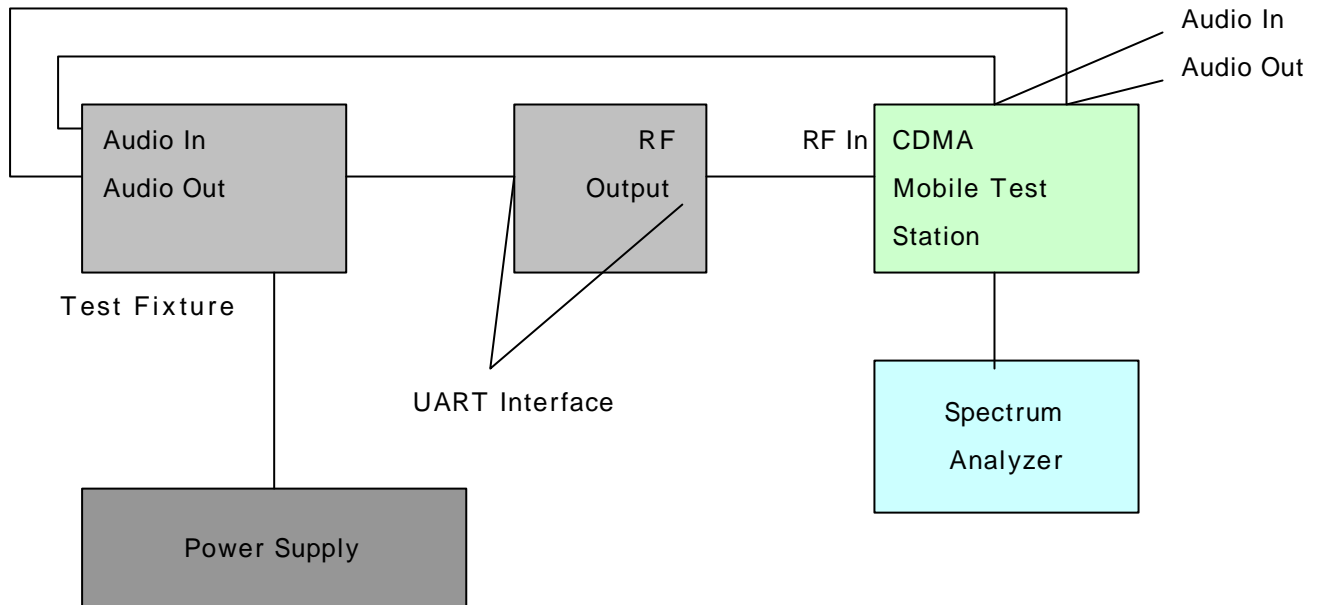 Audio In
Audio Out
Audio In
Audio Out
RF
Output
RF In
CDMA
Mobile Test
Station
Test Fixture
UART Interface
Spectrum
Analyzer
Power Supply